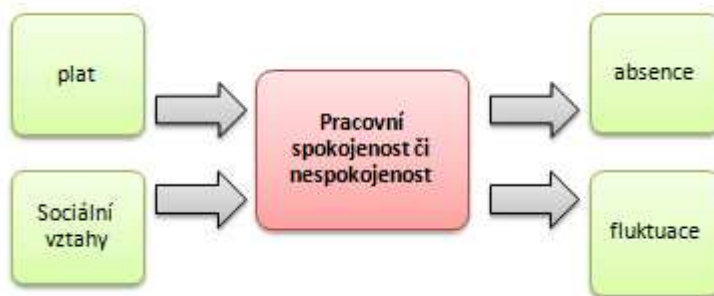 plat
Sociální
vztahy
Pracovní
spokojenost či
nespokojenost
absence
fluktuace